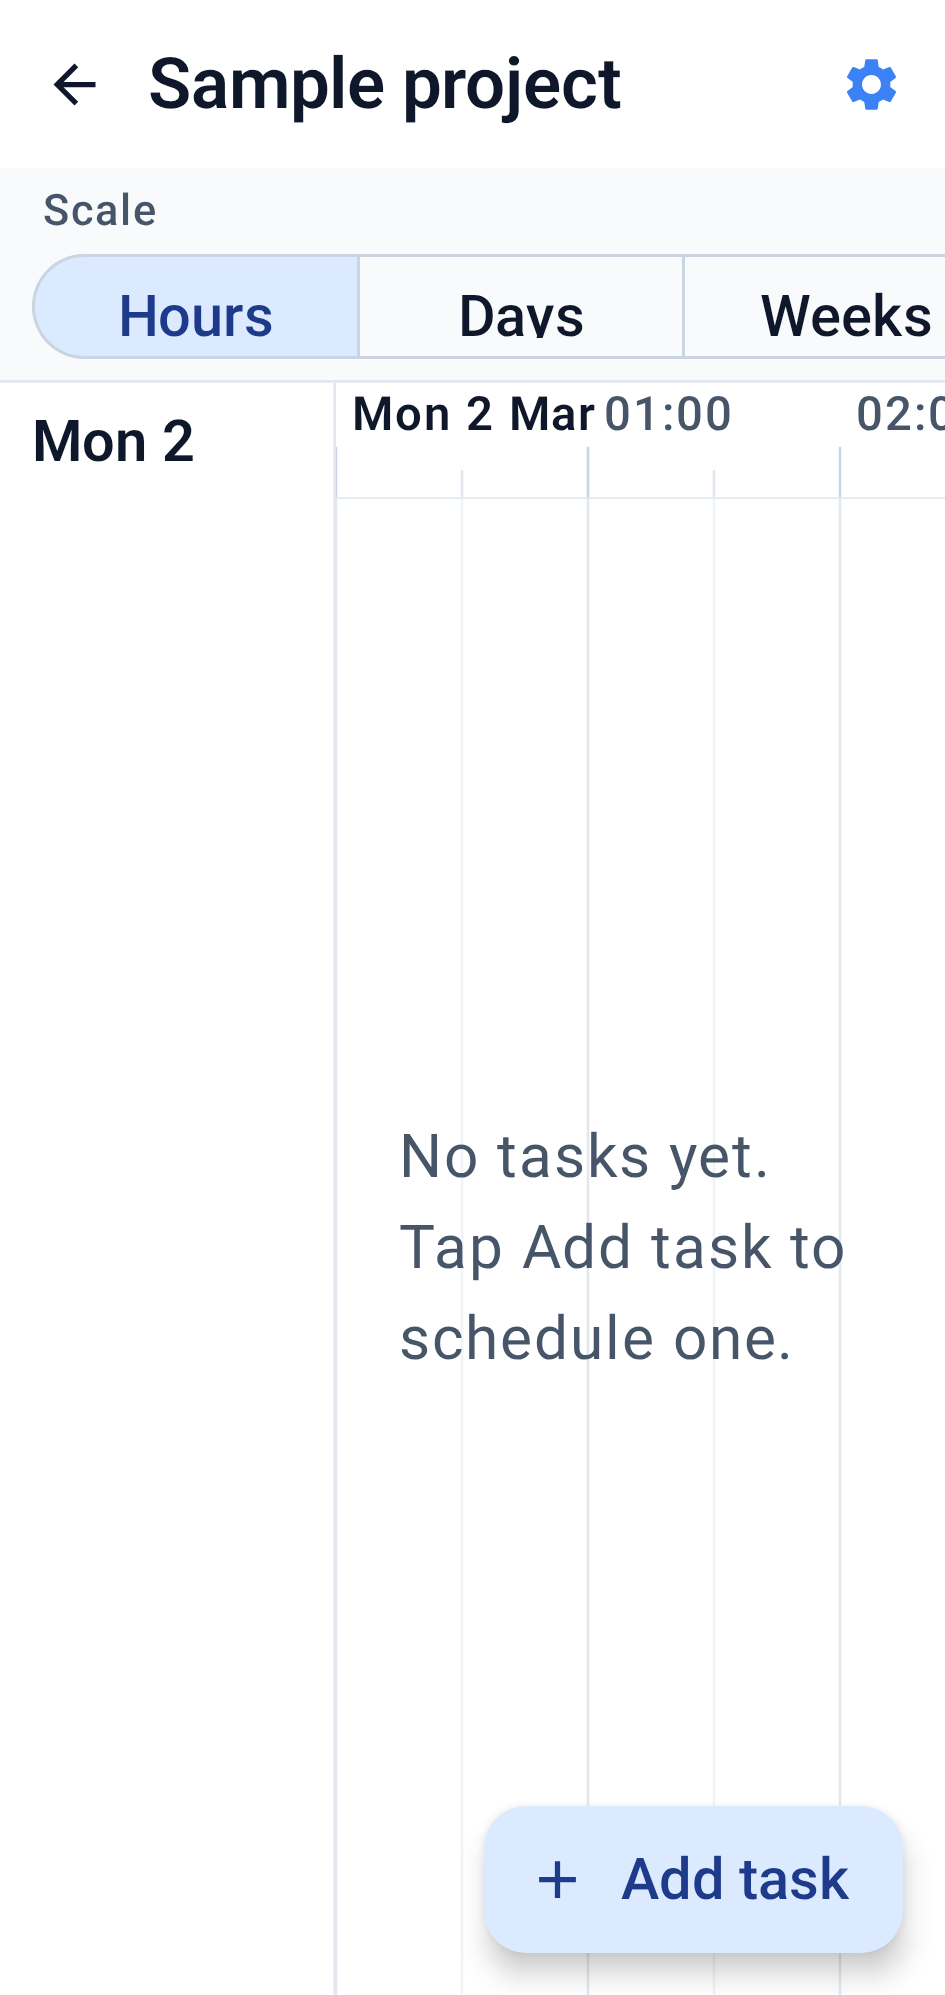 Sample project
Scale
Hours
Days
Weeks
Mon 2
Mon 2 Mar 01:00
No tasks yet.
Tap Add task to
schedule one.
+ Add task